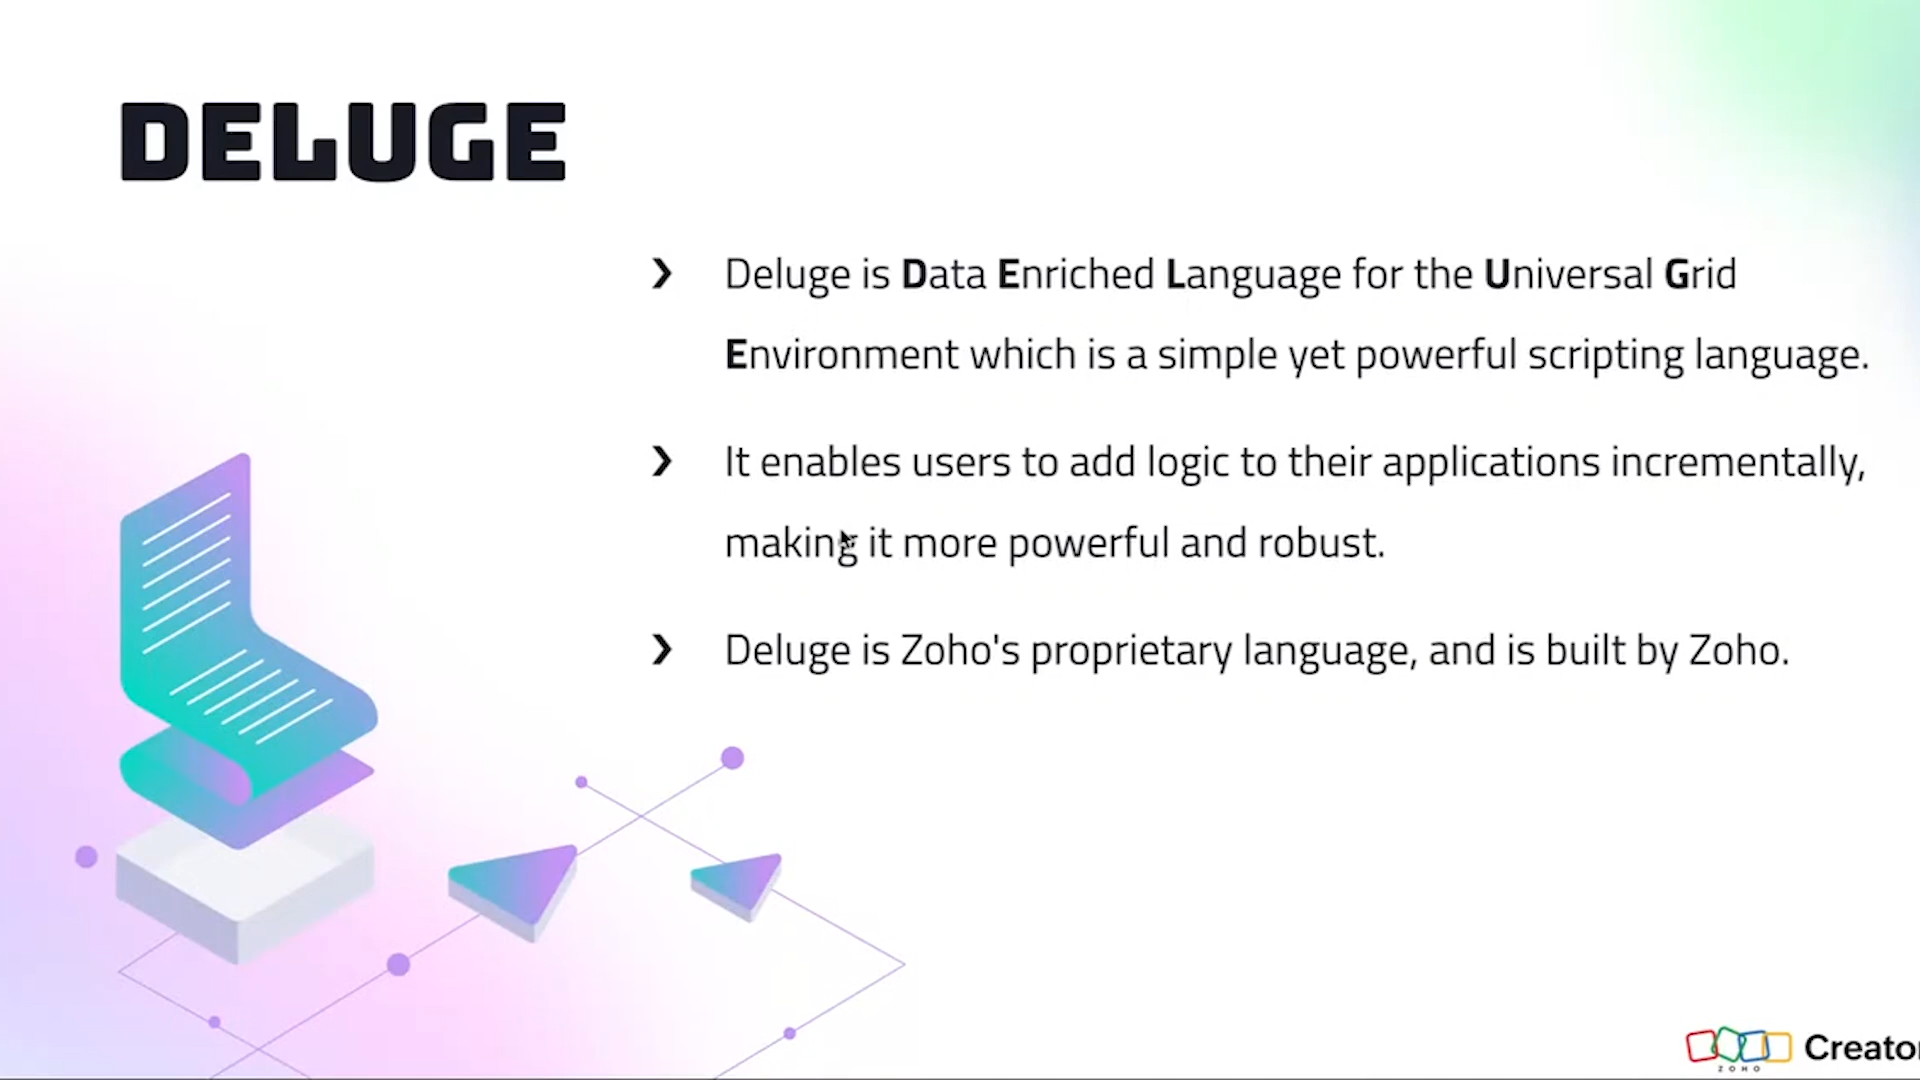 DELUGE
Deluge is Data Enriched Language for the Universal Grid
Environment which is a simple yet powerful scripting language.
It enables users to add logic to their applications incrementally,
making it more powerful and robust.
Deluge is Zoho's proprietary language, and is built by Zoho.
ZOHO
Creator